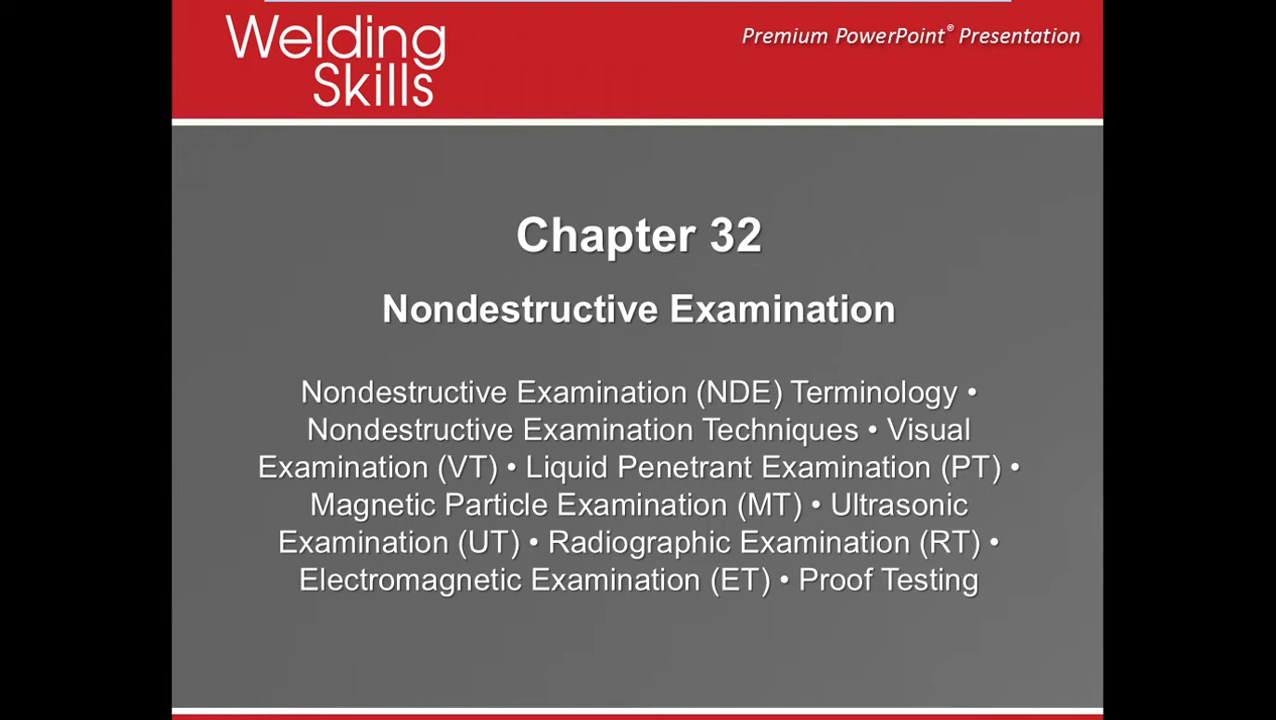 Welding
Skills
Premium PowerPoint® Presentation
Chapter 32
Nondestructive Examination
Nondestructive Examination (NDE) Terminology •
Nondestructive Examination Techniques • Visual
Examination (VT) • Liquid Penetrant Examination (PT) •
Magnetic Particle Examination (MT) • Ultrasonic
Examination (UT) • Radiographic Examination (RT) •
Electromagnetic Examination (ET) • Proof Testing